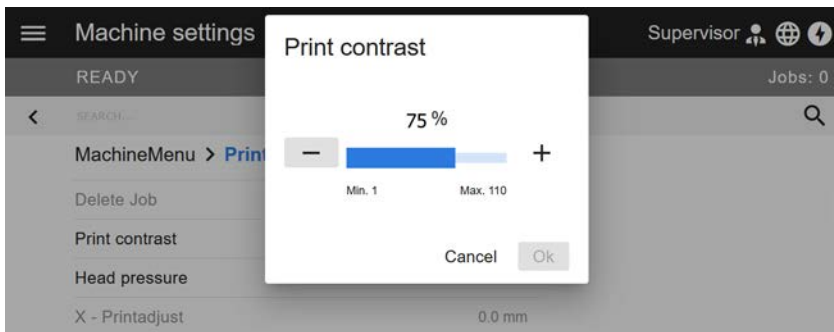 Machine settings
Supervisor
READY
Jobs: 0
SEARCH...
MachineMenu > Print
Delete Job
Print contrast
Head pressure
X - Printadjust 0.0 mm
Print contrast
75 %
− +
Min. 1 Max. 110
Cancel Ok